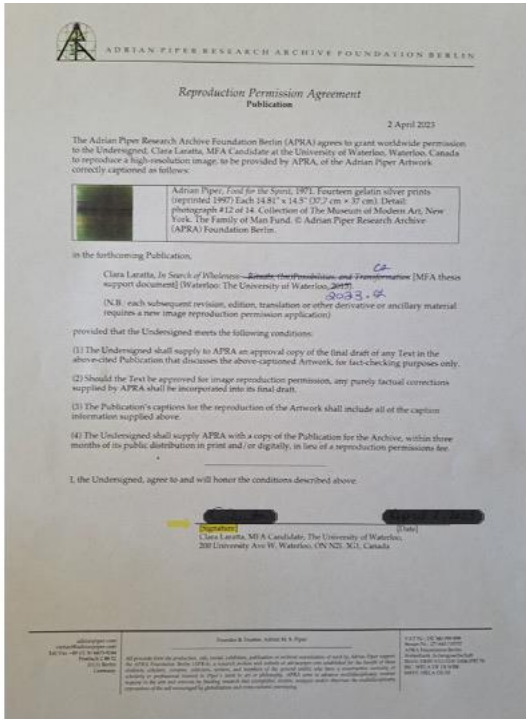 ADRIAN PIPER RESEARCH ARCHIVE FOUNDATION BERLIN
Reproduction Permission Agreement
Publication
2 April 2023
The Adrian Piper Research Archive Foundation Berlin (APRA) agrees to grant worldwide permission
to the Undersigned, Clara Laratta, MFA Candidate at the University of Waterloo, Waterloo, Canada
to reproduce a high-resolution image, to be provided by APRA, of the Adrian Piper Artwork
correctly captioned as follows:
Adrian Piper, Food for the Spirit, 1971. Fourteen gelatin silver prints
(reprinted 1997) Each 14.81" x 14.5" (37.7 cm × 37 cm). Detail:
photograph #12 of 14. Collection of The Museum of Modern Art, New
York. The Family of Man Fund. © Adrian Piper Research Archive
(APRA) Foundation Berlin.
in the forthcoming Publication,
Clara Laratta, In Search of Wholeness: Rituals, (Im)Possibilities and Transformation [MFA thesis
support document] (Waterloo: The University of Waterloo,
2023.
(N.B.: each subsequent revision, edition, translation or other derivative or ancillary material
requires a new image reproduction permission application)
provided that the Undersigned meets the following conditions:
(1) The Undersigned shall supply to APRA an approval copy of the final draft of any Text in the
above-cited Publication that discusses the above-captioned Artwork, for fact-checking purposes only.
(2) Should the Text be approved for image reproduction permission, any purely factual corrections
supplied by APRA shall be incorporated into its final draft.
(3) The Publication's captions for the reproduction of the Artwork shall include all of the caption
information supplied above.
(4) The Undersigned shall supply APRA with a copy of the Publication for the Archive, within three
months of its public distribution in print and/or digitally, in lieu of a reproduction permissions fee.
I, the Undersigned, agree to and will honor the conditions described above.
[Signature] [Date]
Clara Laratta, MFA Candidate, The University of Waterloo,
200 University Ave W, Waterloo, ON N2L 3G1, Canada
Founder & Trustee, Adrian M. S. Piper
Germany